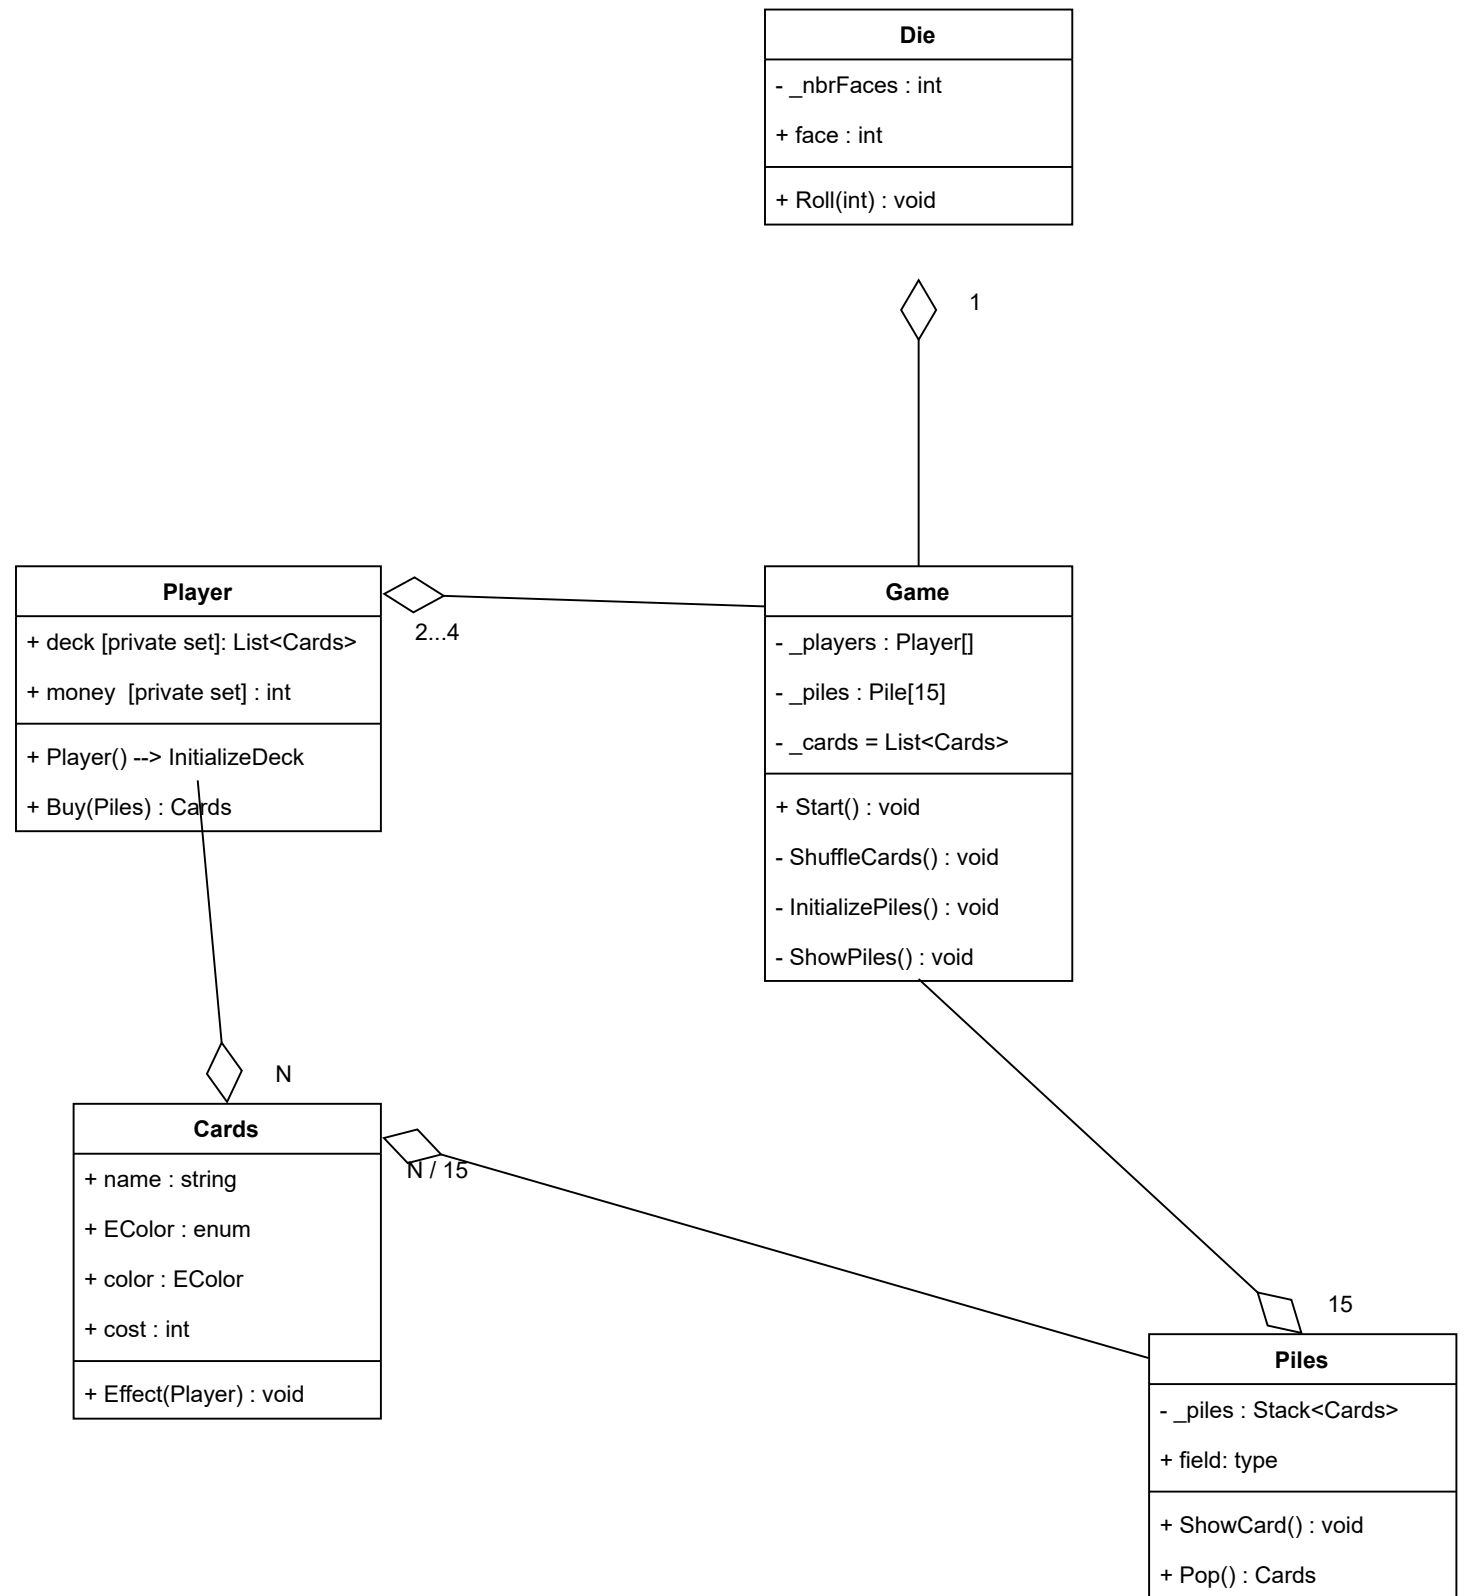 Die
- _nbrFaces : int
+ face : int
+ Roll(int) : void
1
Player
+ deck [private set]: List<Cards>
+ money  [private set] : int
+ Player() --> InitializeDeck
+ Buy(Piles) : Cards
2...4
Game
- _players : Player[]
- _piles : Pile[15]
- _cards = List<Cards>
+ Start() : void
- ShuffleCards() : void
- InitializePiles() : void
- ShowPiles() : void
N
Cards
+ name : string
+ EColor : enum
+ color : EColor
+ cost : int
+ Effect(Player) : void
N / 15
15
Piles
- _piles : Stack<Cards>
+ field: type
+ ShowCard() : void
+ Pop() : Cards